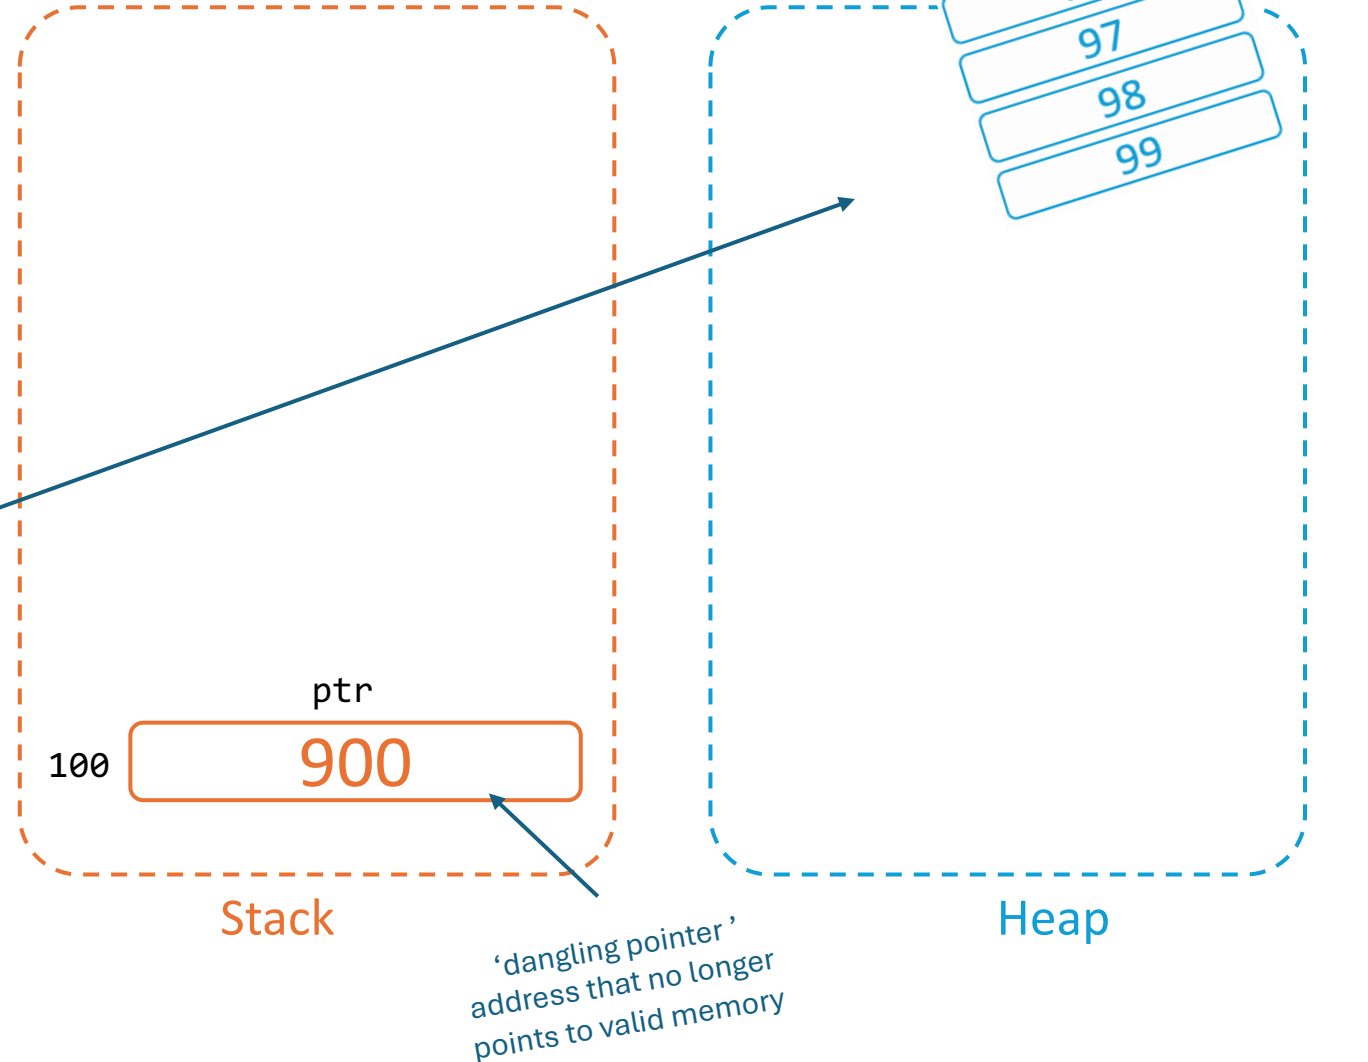 97
98
99
ptr
100
900
Stack
Heap
‘dangling pointer ’
address that no longer
points to valid memory